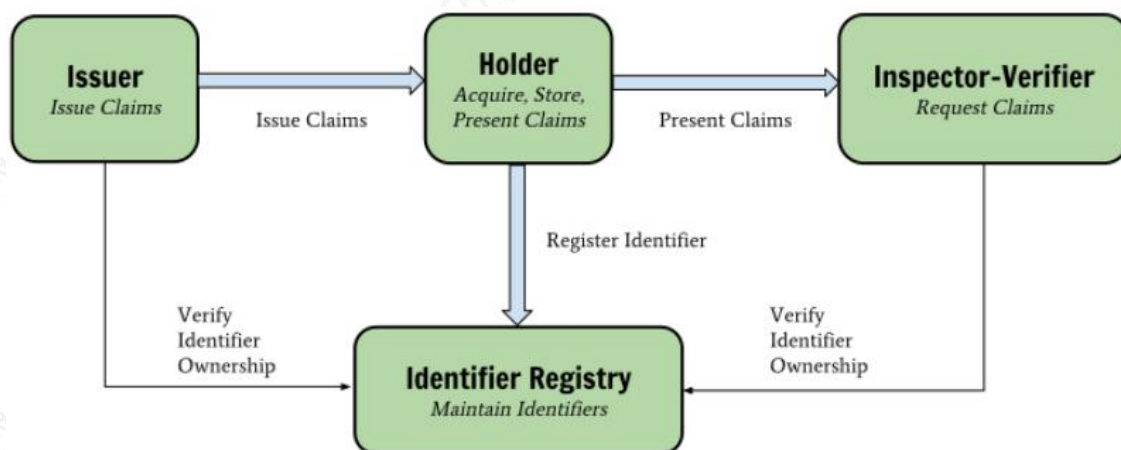 Issuer
Issue Claims
Issue Claims
Holder
Acquire, Store,
Present Claims
Present Claims
Inspector-Verifier
Request Claims
Register Identifier
Verify
Identifier
Ownership
Verify
Identifier
Ownership
Identifier Registry
Maintain Identifiers